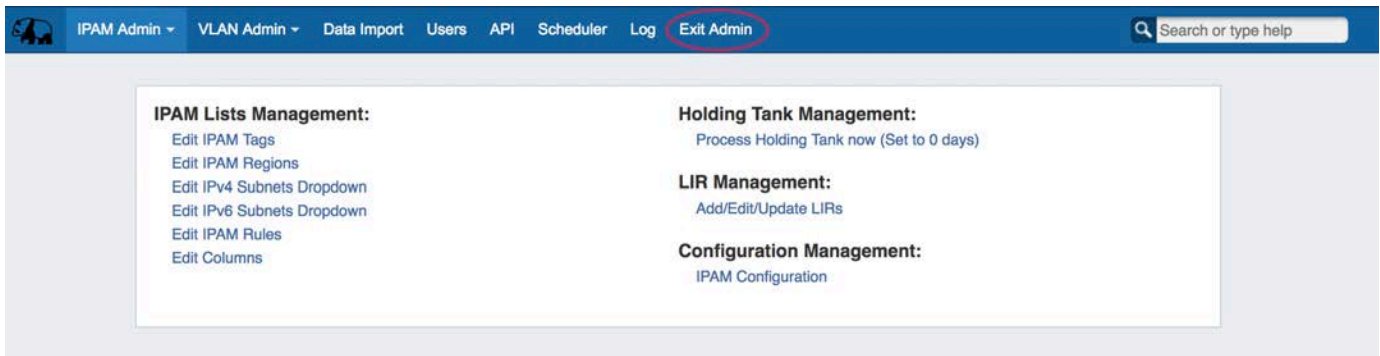 IPAM Admin VLAN Admin Data Import Users API Scheduler Log Exit Admin Search or type help
IPAM Lists Management:
Edit IPAM Tags
Edit IPAM Regions
Edit IPv4 Subnets Dropdown
Edit IPv6 Subnets Dropdown
Edit IPAM Rules
Edit Columns
Holding Tank Management:
Process Holding Tank now (Set to 0 days)
LIR Management:
Add/Edit/Update LIRs
Configuration Management:
IPAM Configuration